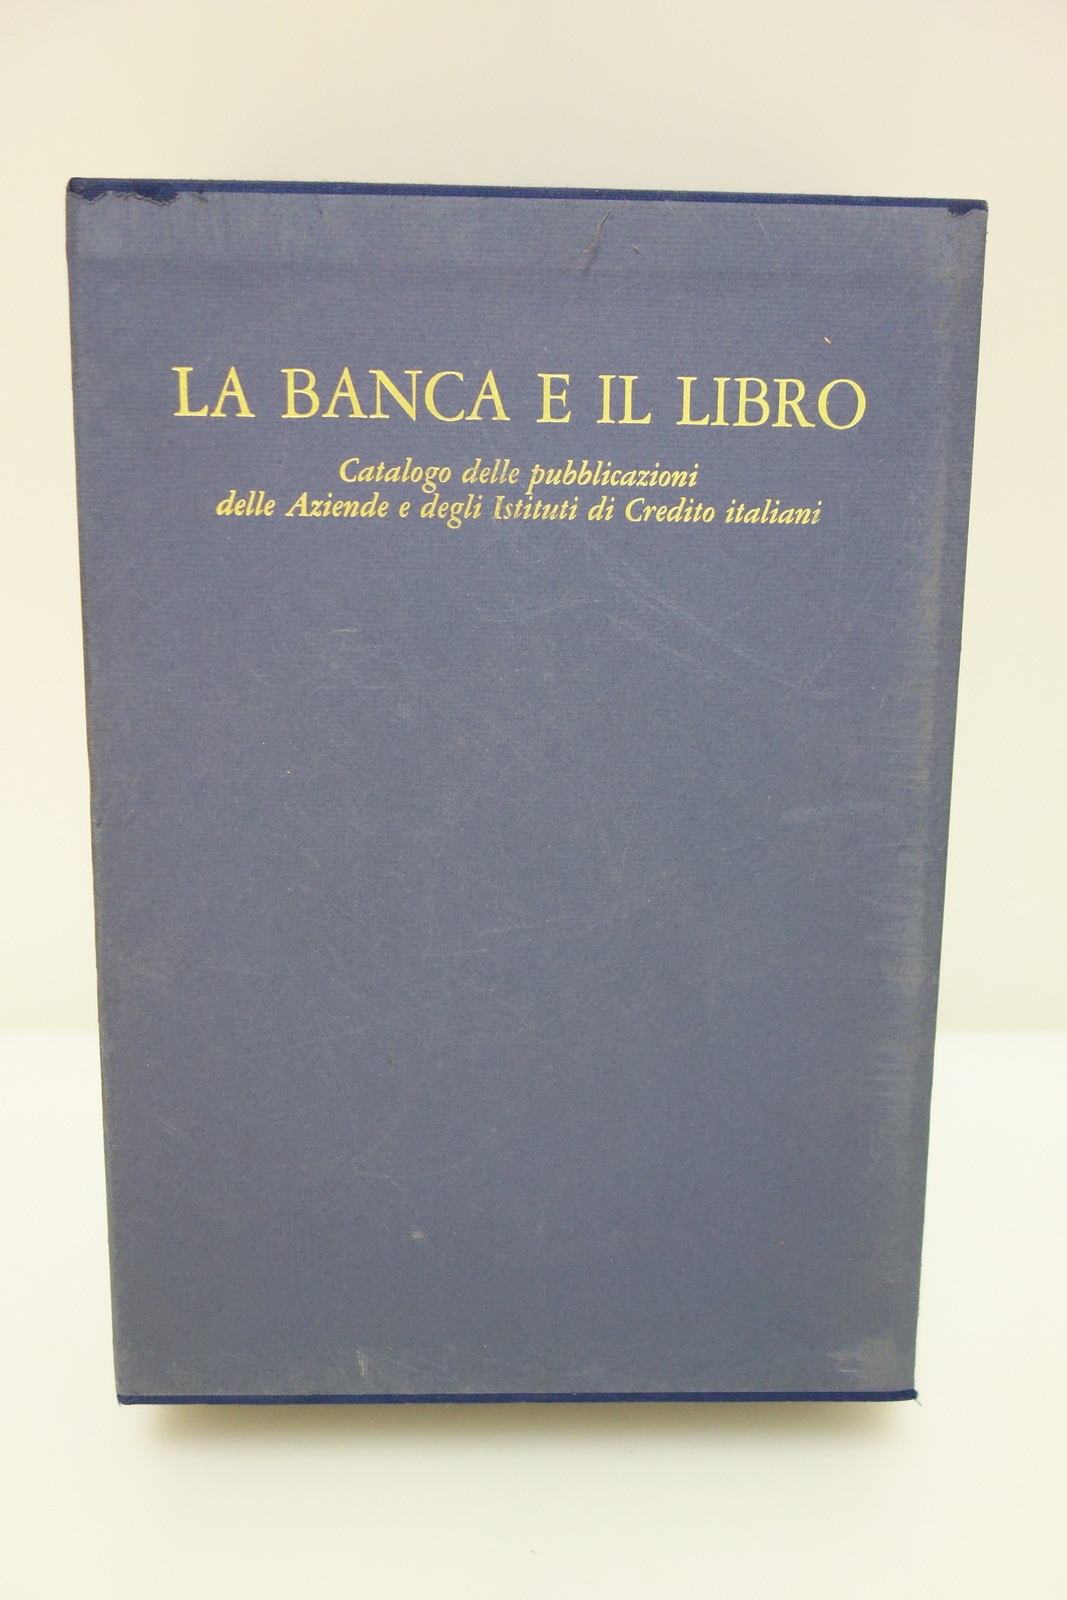 LA BANCA E IL LIBRO
Catalogo delle pubblicazioni
delle Aziende e degli Istituti di Credito italiani